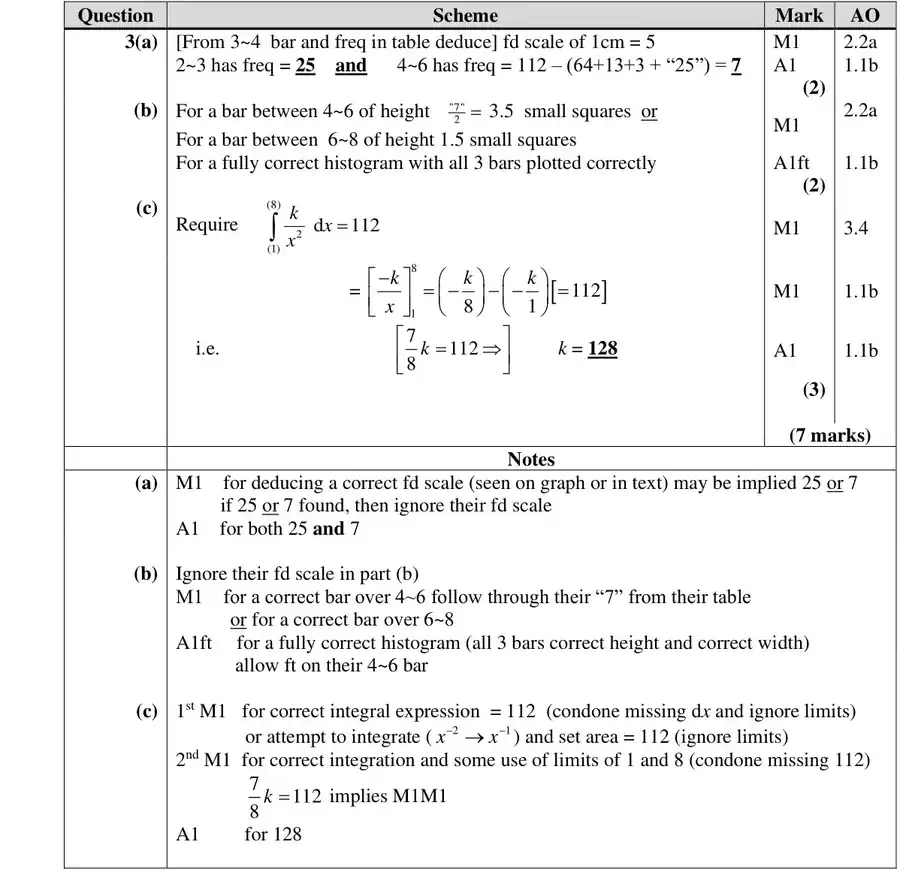 Question Scheme Mark AO
3(a) [From 3~4 bar and freq in table deduce] fd scale of 1cm = 5 M1 2.2a
2~3 has freq = 25 and 4~6 has freq = 112 – (64+13+3 + “25”) = 7 A1 1.1b
(2)
(b) For a bar between 4~6 of height "7"/2 = 3.5 small squares or 2.2a
M1
For a bar between 6~8 of height 1.5 small squares
For a fully correct histogram with all 3 bars plotted correctly A1ft 1.1b
(2)
(c) Require ∫(1)(8) k/x² dx = 112 M1 3.4
= [−k/x]₁⁸ = (−k/8) − (−k/1) [= 112] M1 1.1b
i.e. [7/8 k = 112 ⇒] k = 128 A1 1.1b
(3)
(7 marks)
Notes
(a) M1 for deducing a correct fd scale (seen on graph or in text) may be implied 25 or 7
if 25 or 7 found, then ignore their fd scale
A1 for both 25 and 7
(b) Ignore their fd scale in part (b)
M1 for a correct bar over 4~6 follow through their “7” from their table
or for a correct bar over 6~8
A1ft for a fully correct histogram (all 3 bars correct height and correct width)
allow ft on their 4~6 bar
(c) 1st M1 for correct integral expression = 112 (condone missing dx and ignore limits)
or attempt to integrate ( x⁻² → x⁻¹ ) and set area = 112 (ignore limits)
2nd M1 for correct integration and some use of limits of 1 and 8 (condone missing 112)
7/8 k = 112 implies M1M1
A1 for 128